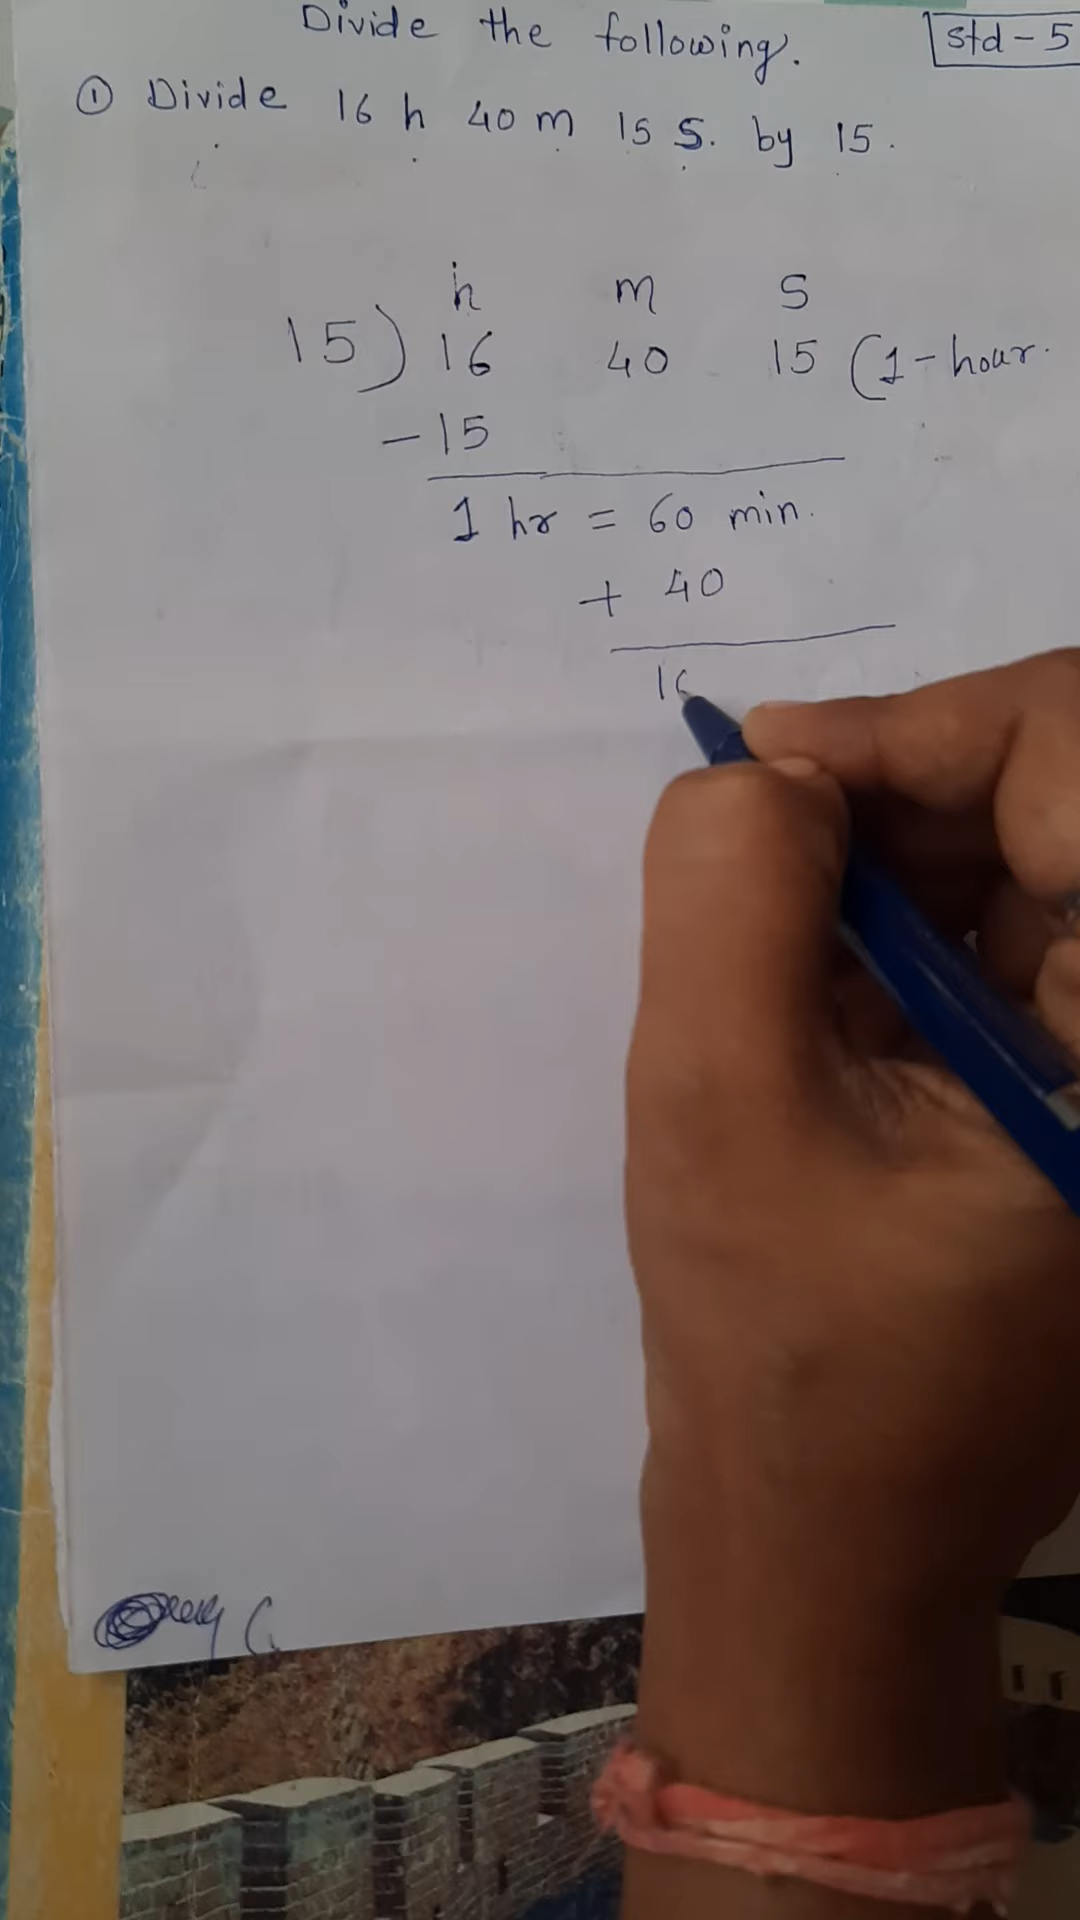 Divide the following.
Std - 5
① Divide 16 h 40 m 15 S. by 15.
h m S
15) 16 40 15 (1 - hour.
- 15
1 hr = 60 min.
+ 40